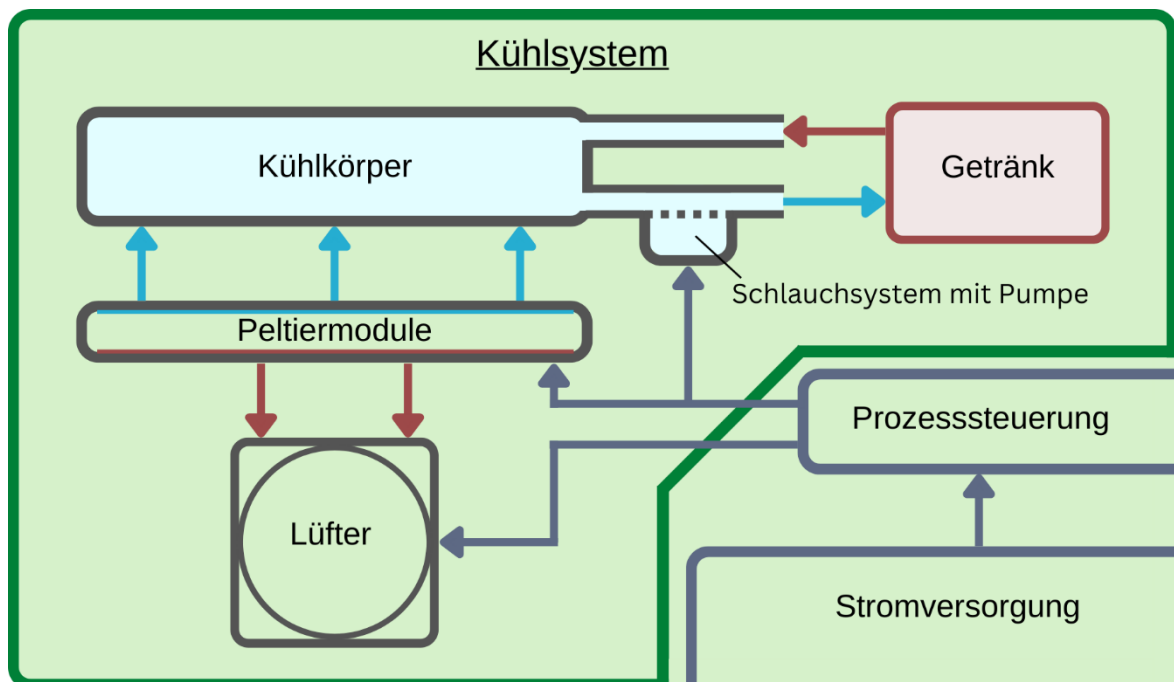 Kühlsystem
Kühlkörper
Getränk
Schlauchsystem mit Pumpe
Peltiermodule
Prozesssteuerung
Lüfter
Stromversorgung